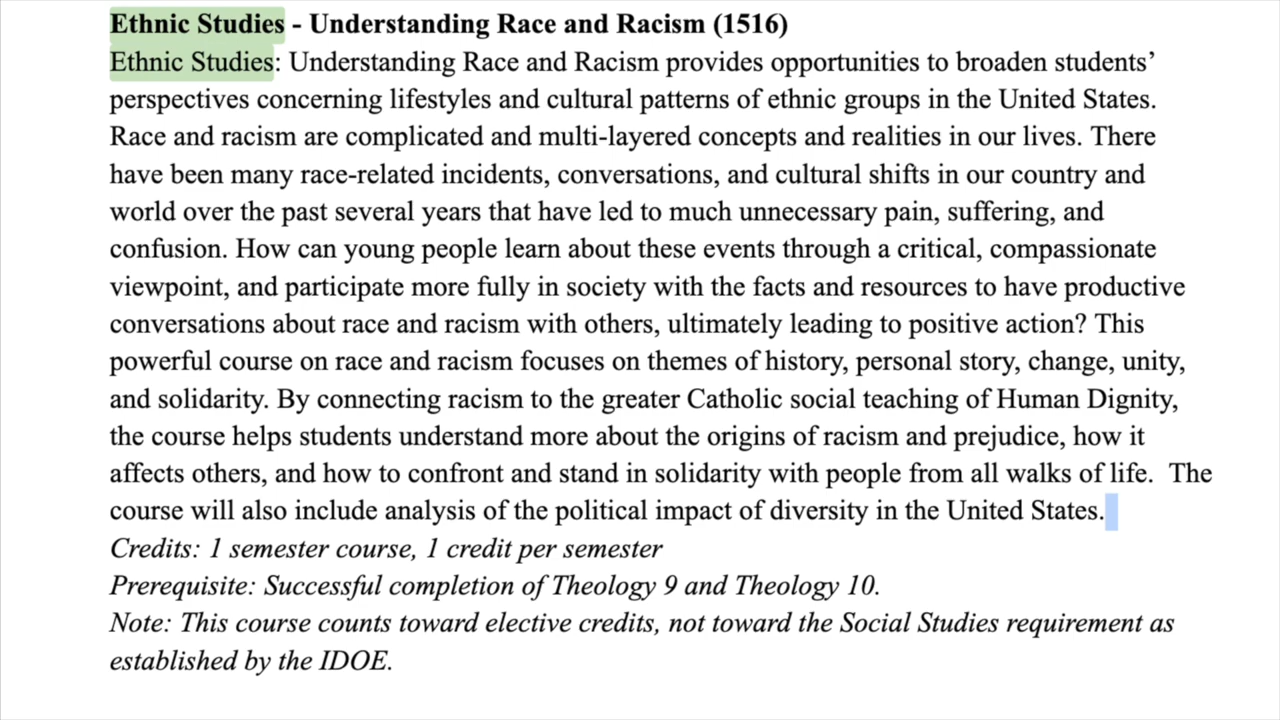 Ethnic Studies - Understanding Race and Racism (1516)
Ethnic Studies: Understanding Race and Racism provides opportunities to broaden students’
perspectives concerning lifestyles and cultural patterns of ethnic groups in the United States.
Race and racism are complicated and multi-layered concepts and realities in our lives. There
have been many race-related incidents, conversations, and cultural shifts in our country and
world over the past several years that have led to much unnecessary pain, suffering, and
confusion. How can young people learn about these events through a critical, compassionate
viewpoint, and participate more fully in society with the facts and resources to have productive
conversations about race and racism with others, ultimately leading to positive action? This
powerful course on race and racism focuses on themes of history, personal story, change, unity,
and solidarity. By connecting racism to the greater Catholic social teaching of Human Dignity,
the course helps students understand more about the origins of racism and prejudice, how it
affects others, and how to confront and stand in solidarity with people from all walks of life.  The
course will also include analysis of the political impact of diversity in the United States.
Credits: 1 semester course, 1 credit per semester
Prerequisite: Successful completion of Theology 9 and Theology 10.
Note: This course counts toward elective credits, not toward the Social Studies requirement as
established by the IDOE.